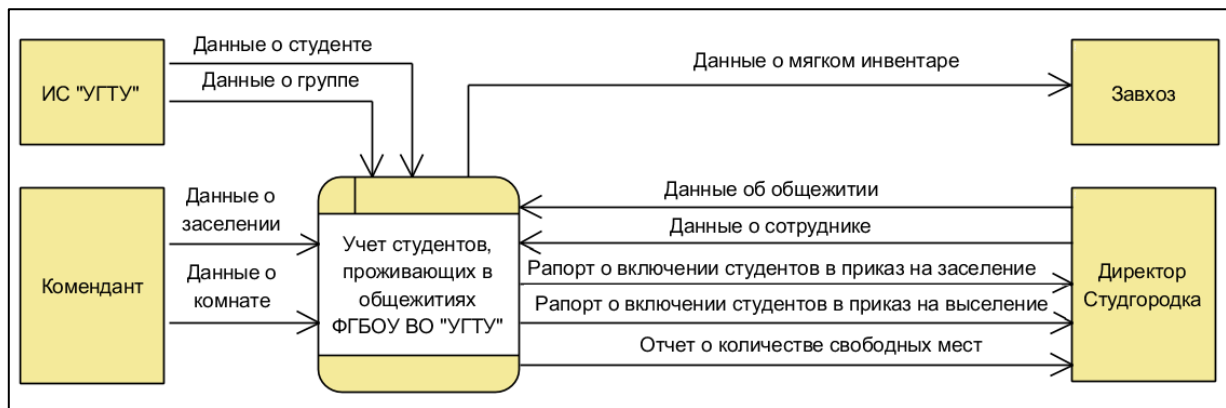 Данные о студенте
Данные о группе
ИС "УГТУ"
Данные о мягком инвентаре
Завхоз
Комендант
Данные о
заселении
Данные о
комнате
Учет студентов,
проживающих в
общежитиях
ФГБОУ ВО "УГТУ"
Данные об общежитии
Данные о сотруднике
Рапорт о включении студентов в приказ на заселение
Рапорт о включении студентов в приказ на выселение
Отчет о количестве свободных мест
Директор
Студгородка